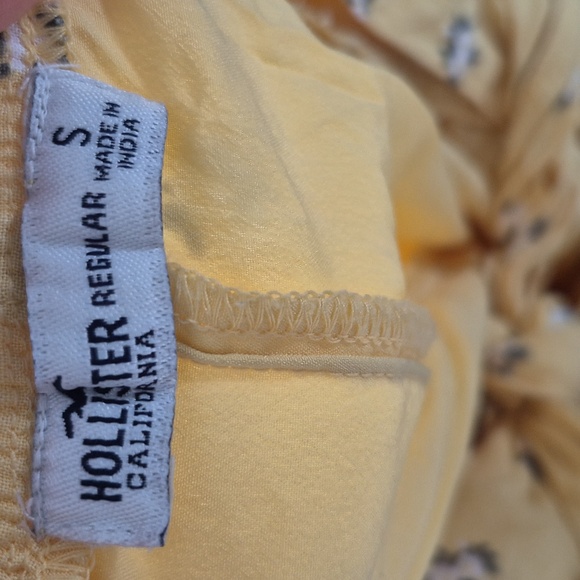 HOLLISTER
CALIFORNIA
REGULAR
S
MADE IN
INDIA